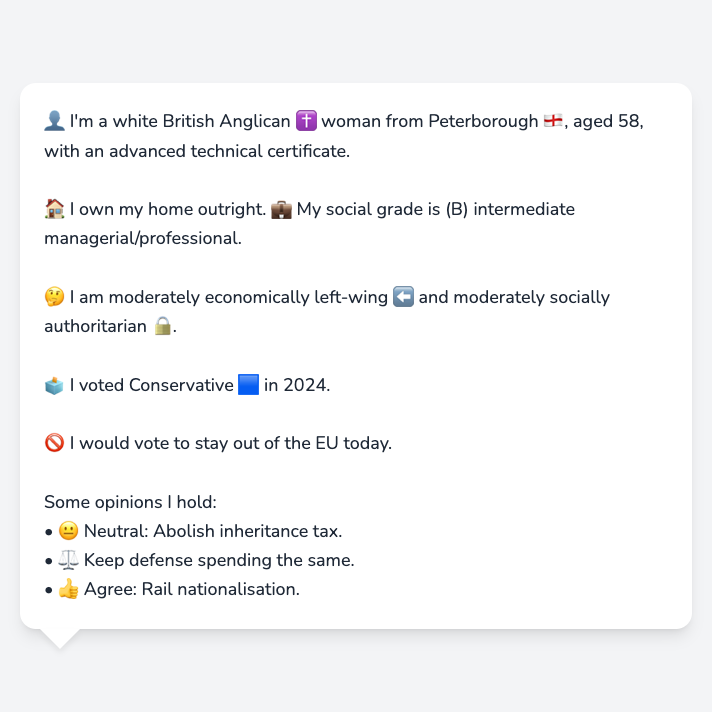 👤 I'm a white British Anglican ✝️ woman from Peterborough 🏴󠁧󠁢󠁥󠁮󠁧󠁿, aged 58,
with an advanced technical certificate.
🏠 I own my home outright. 💼 My social grade is (B) intermediate
managerial/professional.
🤔 I am moderately economically left-wing ⬅️ and moderately socially
authoritarian 🔒.
🗳️ I voted Conservative 🟦 in 2024.
🚫 I would vote to stay out of the EU today.
Some opinions I hold:
• 😐 Neutral: Abolish inheritance tax.
• ⚖️ Keep defense spending the same.
• 👍 Agree: Rail nationalisation.